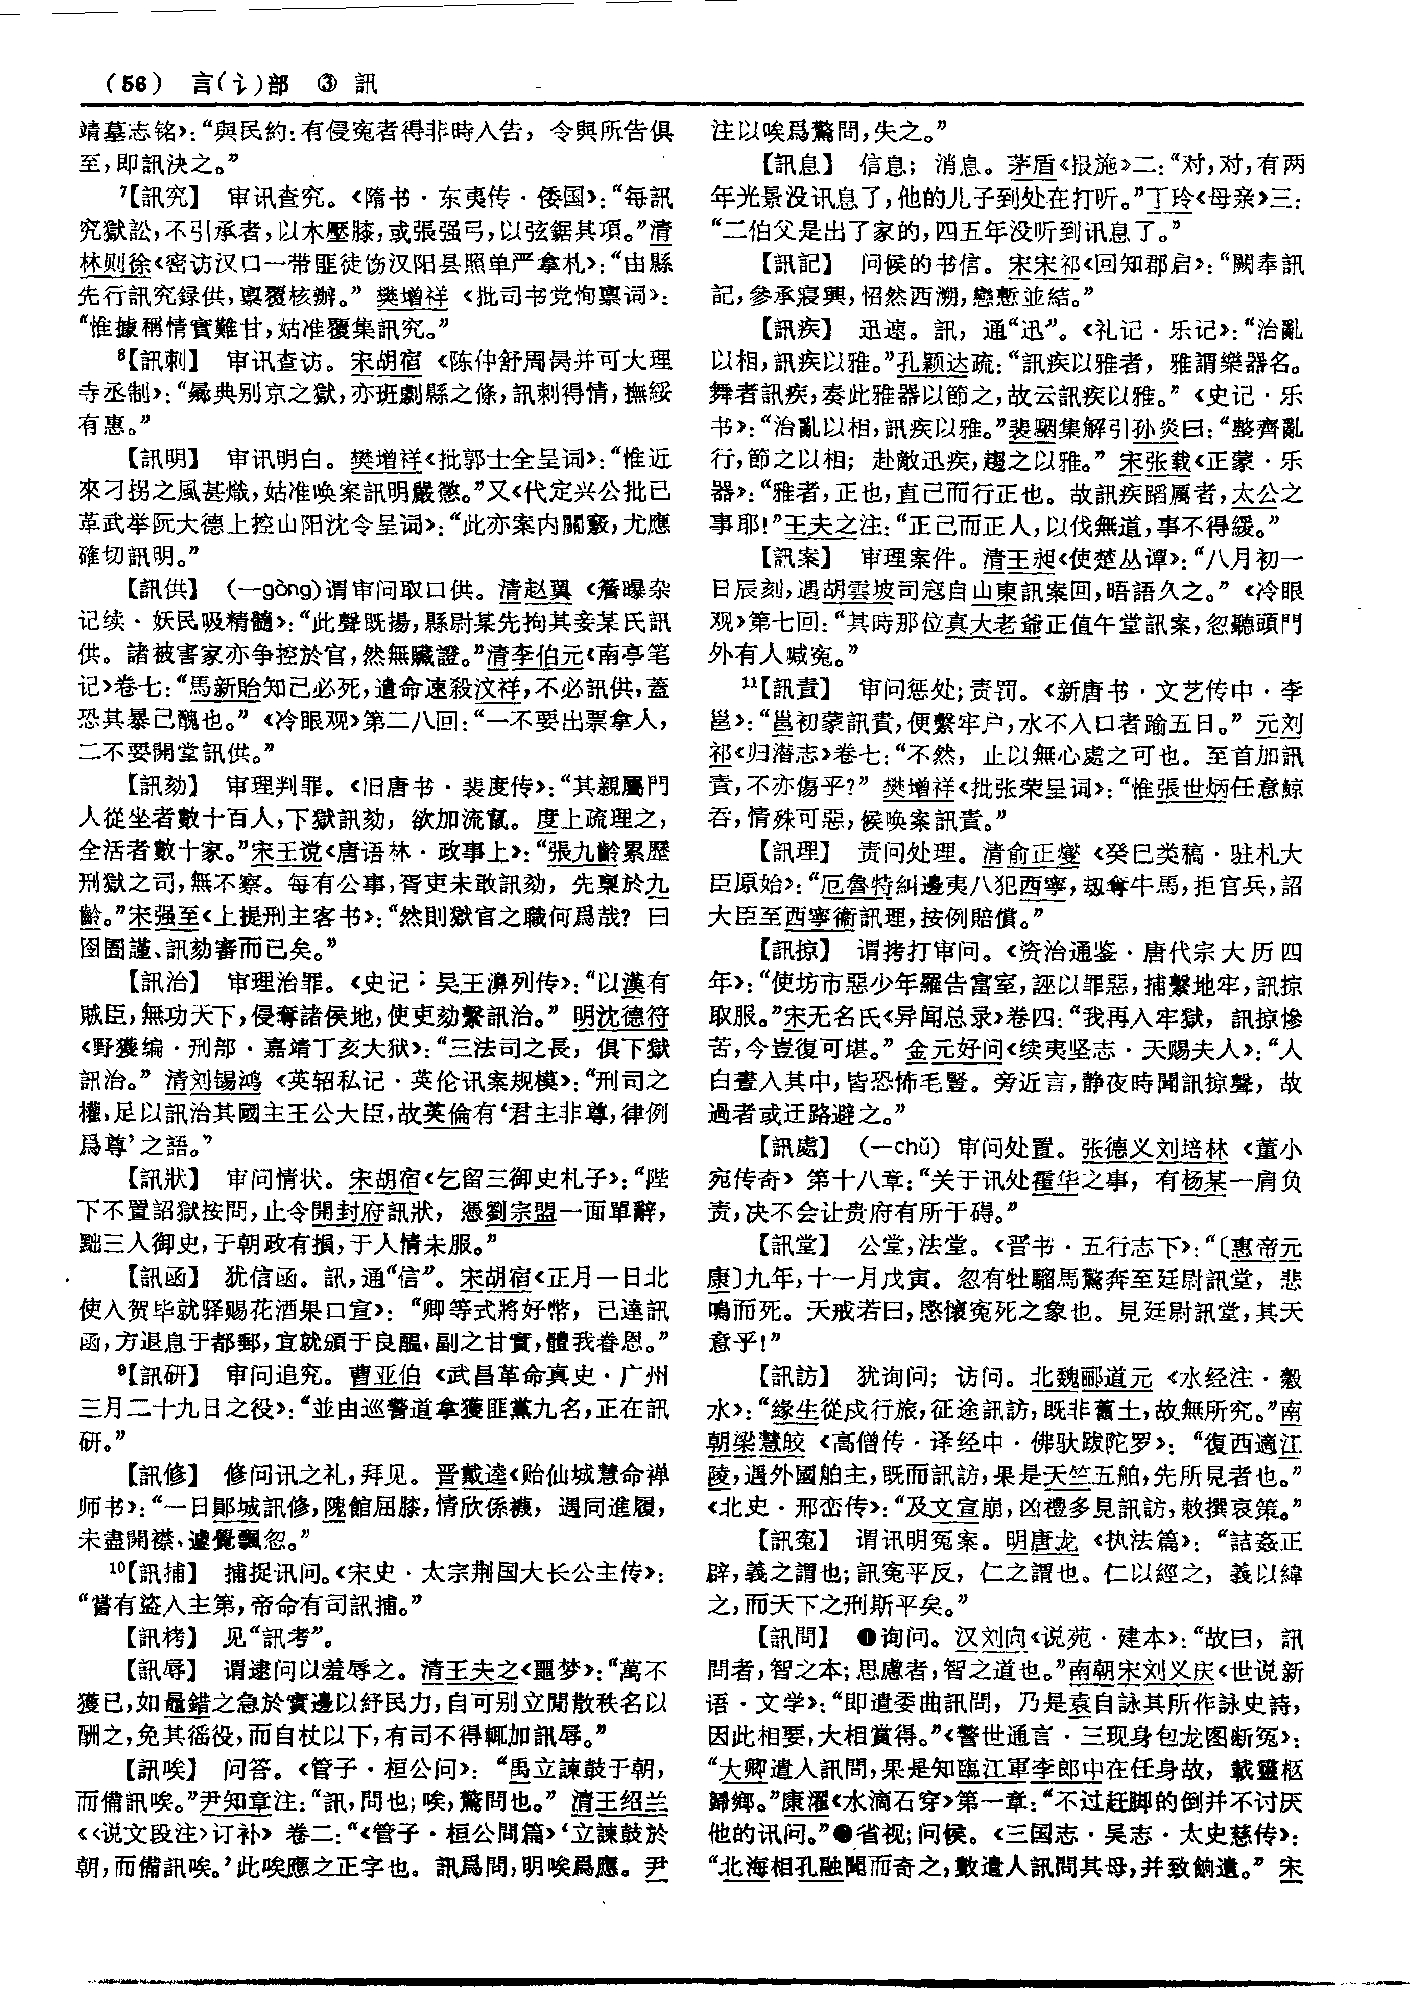 (56) 言(讠)部 ③ 訊
靖墓志铭》：“與民約：有侵寃者得非時入告，令與所告俱
至，即訊決之。”
7【訊究】 审讯查究。《隋书·东夷传·倭国》：“每訊
究獄訟，不引承者，以木壓膝，或張强弓，以弦鋸其項。”清
林则徐《密访汉口一带匪徒饬汉阳县照单严拿札》：“由縣
先行訊究録供，禀覆核辦。”樊增祥《批司书党恂禀词》：
“惟據稱情實難甘，姑准覆集訊究。”
8【訊刺】 审讯查访。宋胡宿《陈仲舒周禼并可大理
寺丞制》：“曏典别京之獄，亦班劇縣之條，訊刺得情，撫綏
有惠。”
【訊明】 审讯明白。樊增祥《批郭士全呈词》：“惟近
來刁拐之風甚熾，姑准唤案訊明嚴懲。”又《代定兴公批已
革武举阮大德上控山阳沈令呈词》：“此亦案内關竅，尤應
確切訊明。”
【訊供】 (—gòng)谓审问取口供。清赵翼《簷曝杂
记续·妖民吸精髓》：“此聲既揚，縣尉某先拘其妾某氏訊
供。諸被害家亦争控於官，然無贜證。”清李伯元《南亭笔
记》卷七：“馬新貽知己必死，遺命速殺汶祥，不必訊供，蓋
恐其暴己醜也。”《冷眼观》第二八回：“一不要出票拿人，
二不要開堂訊供。”
【訊劾】 审理判罪。《旧唐书·裴度传》：“其親屬門
人從坐者數十百人，下獄訊劾，欲加流竄。度上疏理之，
全活者數十家。”宋王谠《唐语林·政事上》：“張九齡累歷
刑獄之司，無不察。每有公事，胥吏未敢訊劾，先禀於九
齡。”宋强至《上提刑主客书》：“然則獄官之職何爲哉？曰
囹圄謹、訊劾審而已矣。”
【訊治】 审理治罪。《史记·吴王濞列传》：“以漢有
賊臣，無功天下，侵奪諸侯地，使吏劾繫訊治。”明沈德符
《野獲编·刑部·嘉靖丁亥大狱》：“三法司之長，俱下獄
訊治。”清刘锡鸿《英轺私记·英伦讯案规模》：“刑司之
權，足以訊治其國主王公大臣，故英倫有‘君主非尊，律例
爲尊’之語。”
【訊狀】 审问情状。宋胡宿《乞留三御史札子》：“陛
下不置詔獄按問，止令開封府訊狀，憑劉宗盟一面單辭，
黜三人御史，于朝政有損，于人情未服。”
【訊函】 犹信函。訊，通“信”。宋胡宿《正月一日北
使入贺毕就驿赐花酒果口宣》：“卿等式將好幣，已達訊
函，方退息于都郵，宜就頒于良醖，副之甘實，體我眷恩。”
9【訊研】 审问追究。曹亚伯《武昌革命真史·广州
三月二十九日之役》：“並由巡警道拿獲匪黨九名，正在訊
研。”
【訊修】 修问讯之礼，拜见。晋戴逵《贻仙城慧命禅
师书》：“一日鄖城訊修，隗館屈膝，情欣係襪，遇同進履，
未盡開襟、遽覺飄忽。”
10【訊捕】 捕捉讯问。《宋史·太宗荆国大长公主传》：
“嘗有盜入主第，帝命有司訊捕。”
【訊栲】 见“訊考”。
【訊辱】 谓逮问以羞辱之。清王夫之《噩梦》：“萬不
獲已，如鼂錯之急於實邊以紓民力，自可别立閒散秩名以
酬之，免其徭役，而自杖以下，有司不得輒加訊辱。”
【訊唉】 问答。《管子·桓公问》：“禹立諫鼓于朝，
而備訊唉。”尹知章注：“訊，問也；唉，驚問也。”清王绍兰
《〈说文段注〉订补》卷二：“《管子·桓公問篇》‘立諫鼓於
朝，而備訊唉。’此唉應之正字也。訊爲問，明唉爲應。尹
注以唉爲驚問，失之。”
【訊息】 信息；消息。茅盾《报施》二：“对，对，有两
年光景没讯息了，他的儿子到处在打听。”丁玲《母亲》三：
“二伯父是出了家的，四五年没听到讯息了。”
【訊記】 问候的书信。宋宋祁《回知郡启》：“闕奉訊
記，參承寢興，怊然西溯，戀慙並結。”
【訊疾】 迅速。訊，通“迅”。《礼记·乐记》：“治亂
以相，訊疾以雅。”孔颖达疏：“訊疾以雅者，雅謂樂器名。
舞者訊疾，奏此雅器以節之，故云訊疾以雅。”《史记·乐
书》：“治亂以相，訊疾以雅。”裴駰集解引孙炎曰：“整齊亂
行，節之以相；赴敵迅疾，趨之以雅。”宋张载《正蒙·乐
器》：“雅者，正也，直己而行正也。故訊疾蹈厲者，太公之
事耶！”王夫之注：“正己而正人，以伐無道，事不得緩。”
【訊案】 审理案件。清王昶《使楚丛谭》：“八月初一
日辰刻，遇胡雲坡司寇自山東訊案回，晤語久之。”《冷眼
观》第七回：“其時那位真大老爺正值午堂訊案，忽聽頭門
外有人喊寃。”
11【訊責】 审问惩处；责罚。《新唐书·文艺传中·李
邕》：“邕初蒙訊責，便繫牢户，水不入口者踰五日。”元刘
祁《归潜志》卷七：“不然，止以無心處之可也。至首加訊
責，不亦傷乎？”樊增祥《批张荣呈词》：“惟張世炳任意鯨
吞，情殊可惡，候唤案訊責。”
【訊理】 责问处理。清俞正燮《癸巳类稿·驻札大
臣原始》：“厄魯特糾邊夷八犯西寧，刼奪牛馬，拒官兵，詔
大臣至西寧衞訊理，按例賠償。”
【訊掠】 谓拷打审问。《资治通鉴·唐代宗大历四
年》：“使坊市惡少年羅告富室，誣以罪惡，捕繫地牢，訊掠
取服。”宋无名氏《异闻总录》卷四：“我再入牢獄，訊掠慘
苦，今豈復可堪。”金元好问《续夷坚志·天赐夫人》：“人
白晝入其中，皆恐怖毛豎。旁近言，静夜時聞訊掠聲，故
過者或迂路避之。”
【訊處】 (—chǔ) 审问处置。张德义刘培林《董小
宛传奇》第十八章：“关于讯处霍华之事，有杨某一肩负
责，决不会让贵府有所干碍。”
【訊堂】 公堂，法堂。《晋书·五行志下》：“〔惠帝元
康〕九年，十一月戊寅。忽有牡騮馬驚奔至廷尉訊堂，悲
鳴而死。天戒若曰，愍懷寃死之象也。見廷尉訊堂，其天
意乎！”
【訊訪】 犹询问；访问。北魏郦道元《水经注·穀
水》：“缘生從戍行旅，征途訊訪，既非舊土，故無所究。”南
朝梁慧皎《高僧传·译经中·佛驮跋陀罗》：“復西適江
陵，遇外國舶主，既而訊訪，果是天竺五舶，先所見者也。”
《北史·邢峦传》：“及文宣崩，凶禮多見訊訪，敕撰哀策。”
【訊寃】 谓讯明冤案。明唐龙《执法篇》：“詰姦正
辟，義之謂也；訊寃平反，仁之謂也。仁以經之，義以緯
之，而天下之刑斯平矣。”
【訊問】 ❶询问。汉刘向《说苑·建本》：“故曰，訊
問者，智之本；思慮者，智之道也。”南朝宋刘义庆《世说新
语·文学》：“即遣委曲訊問，乃是袁自詠其所作詠史詩，
因此相要，大相賞得。”《警世通言·三现身包龙图断冤》：
“大卿遣人訊問，果是知臨江軍李郎中在任身故，載靈柩
歸鄉。”康濯《水滴石穿》第一章：“不过赶脚的倒并不讨厌
他的讯问。”❷省视；问候。《三国志·吴志·太史慈传》：
“北海相孔融聞而奇之，數遣人訊問其母，并致餉遺。”宋